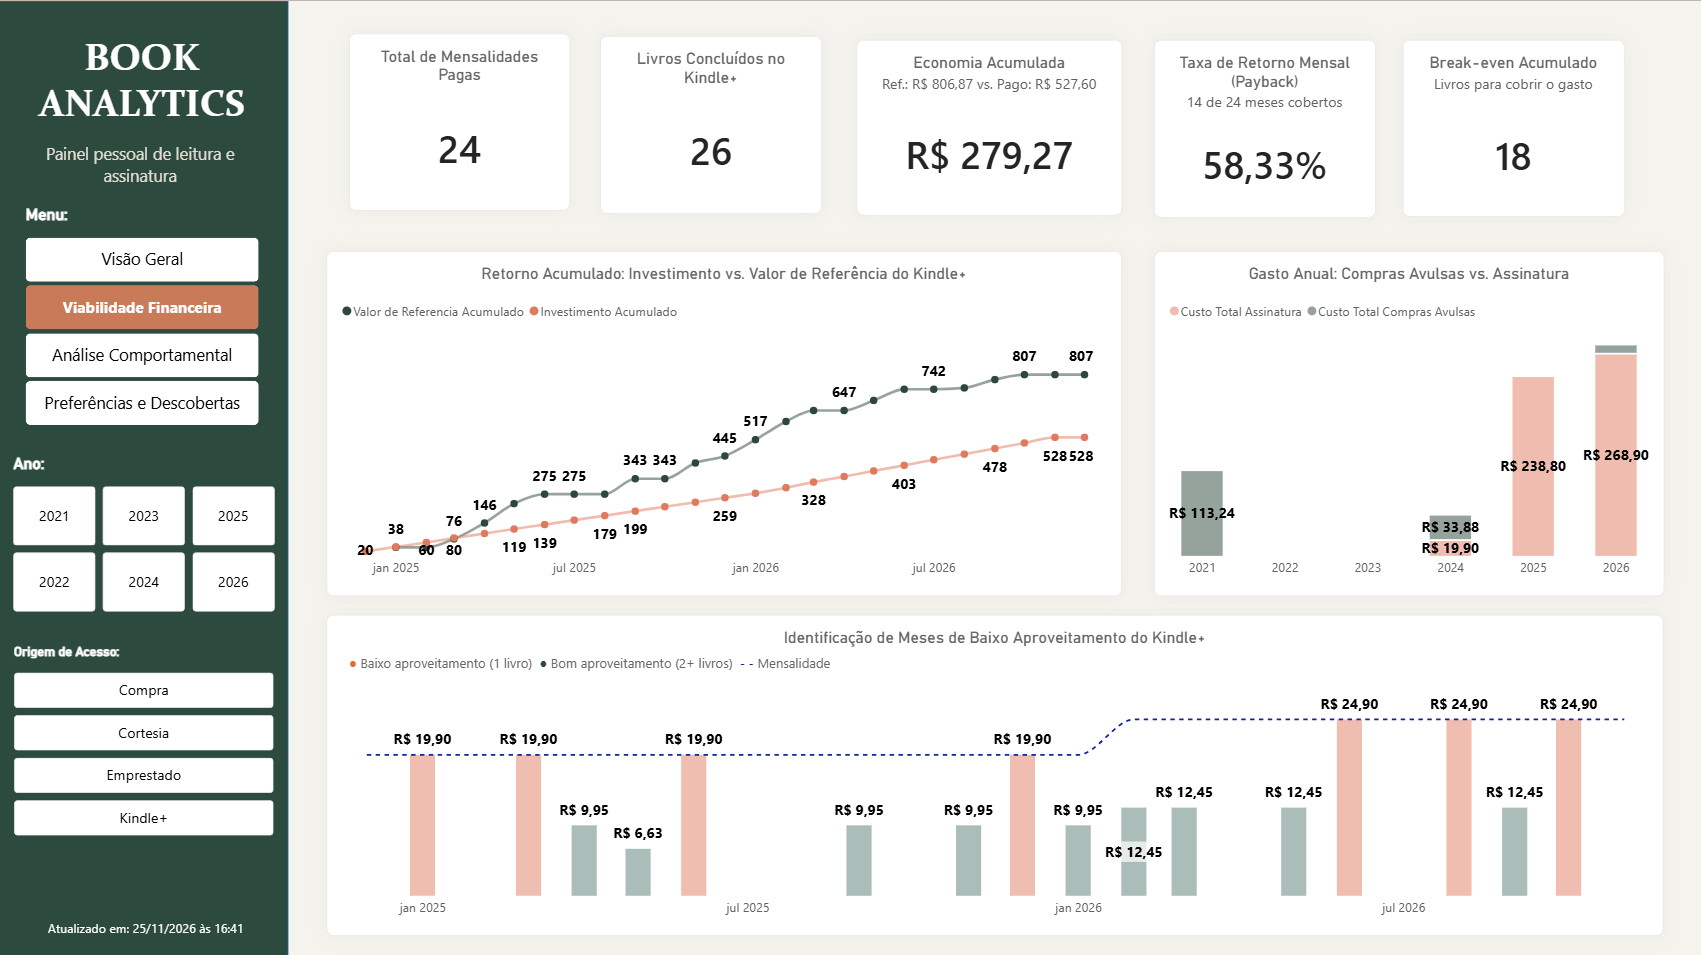 BOOK
ANALYTICS
Painel pessoal de leitura e
assinatura
Menu:
Visão Geral
Viabilidade Financeira
Análise Comportamental
Preferências e Descobertas
Ano:
2021
2023
2025
2022
2024
2026
Origem de Acesso:
Compra
Cortesia
Emprestado
Kindle+
Atualizado em: 25/11/2026 às 16:41
Total de Mensalidades
Pagas
24
Livros Concluídos no
Kindle+
26
Economia Acumulada
Ref.: R$ 806,87 vs. Pago: R$ 527,60
R$ 279,27
Taxa de Retorno Mensal
(Payback)
14 de 24 meses cobertos
58,33%
Break-even Acumulado
Livros para cobrir o gasto
18
Retorno Acumulado: Investimento vs. Valor de Referência do Kindle+
Valor de Referencia Acumulado Investimento Acumulado
807 807
742
647
517
445
343 343
275 275
146
76
38
20 60 80
119 139
179 199
259
328
403
478
528 528
jan 2025 jul 2025 jan 2026 jul 2026
Gasto Anual: Compras Avulsas vs. Assinatura
Custo Total Assinatura Custo Total Compras Avulsas
R$ 113,24
R$ 33,88
R$ 19,90
R$ 238,80
R$ 268,90
2021 2022 2023 2024 2025 2026
Identificação de Meses de Baixo Aproveitamento do Kindle+
Baixo aproveitamento (1 livro) Bom aproveitamento (2+ livros) -- Mensalidade
R$ 19,90 R$ 19,90 R$ 9,95 R$ 6,63 R$ 19,90 R$ 9,95 R$ 9,95 R$ 19,90 R$ 9,95 R$ 12,45 R$ 12,45 R$ 12,45 R$ 24,90 R$ 24,90 R$ 12,45 R$ 24,90
jan 2025 jul 2025 jan 2026 jul 2026